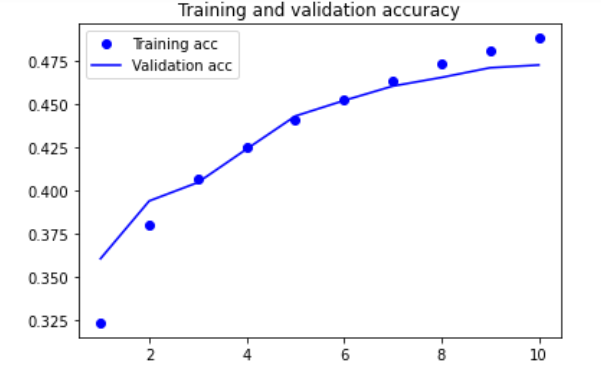 Training and validation accuracy
Training acc
Validation acc
0.475
0.450
0.425
0.400
0.375
0.350
0.325
2 4 6 8 10